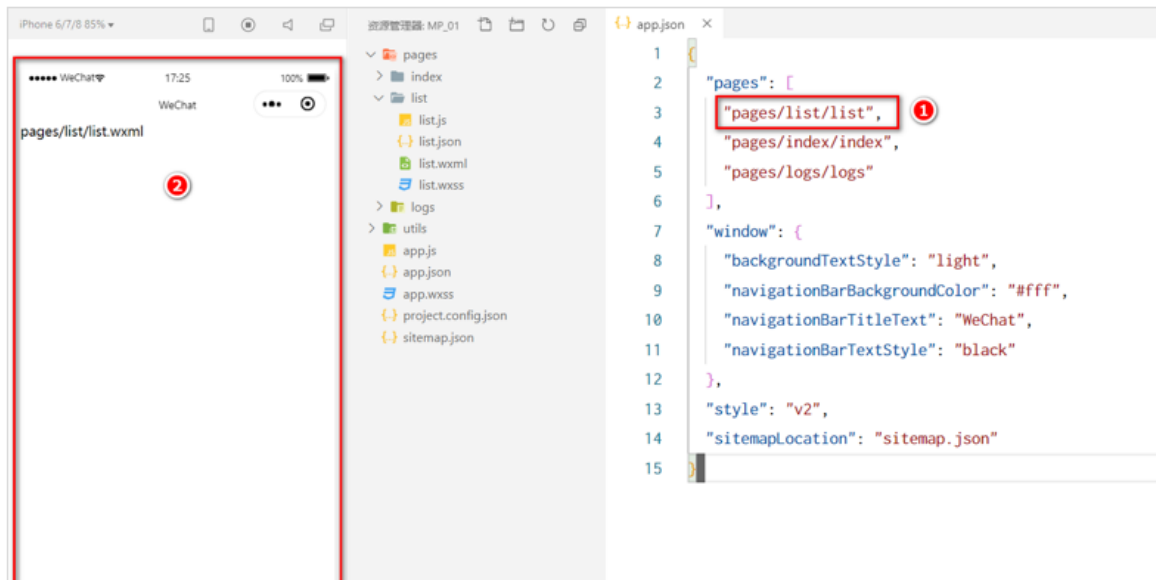 iPhone 6/7/8 85%
WeChat
17:25
100%
WeChat
pages/list/list.wxml
2
资源管理器: MP_01
pages
index
list
list.js
{..} list.json
list.wxml
list.wxss
logs
utils
app.js
{..} app.json
app.wxss
{..} project.config.json
{..} sitemap.json
{..} app.json ×
1 {
2 "pages": [
3 "pages/list/list", 1
4 "pages/index/index",
5 "pages/logs/logs"
6 ],
7 "window": {
8 "backgroundTextStyle": "light",
9 "navigationBarBackgroundColor": "#fff",
10 "navigationBarTitleText": "WeChat",
11 "navigationBarTextStyle": "black"
12 },
13 "style": "v2",
14 "sitemapLocation": "sitemap.json"
15 }